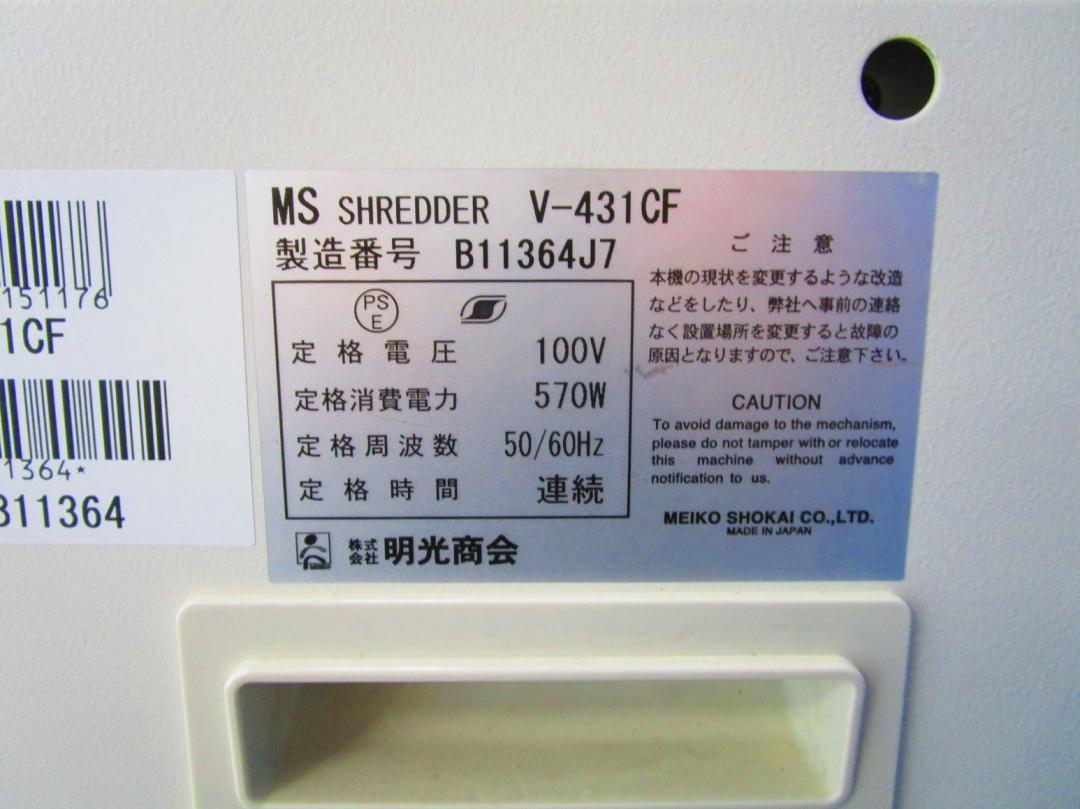 MS SHREDDER V-431CF
製造番号 B11364J7
PS
E
定格電圧 100V
定格消費電力 570W
定格周波数 50/60Hz
定格時間 連続
株式
会社 明光商会
ご注意
本機の現状を変更するような改造
などをしたり、弊社へ事前の連絡
なく設置場所を変更すると故障の
原因となりますので、ご注意下さい。
CAUTION
To avoid damage to the mechanism,
please do not tamper with or relocate
this machine without advance
notification to us.
MEIKO SHOKAI CO.,LTD.
MADE IN JAPAN
151176
1CF
1364*
B11364